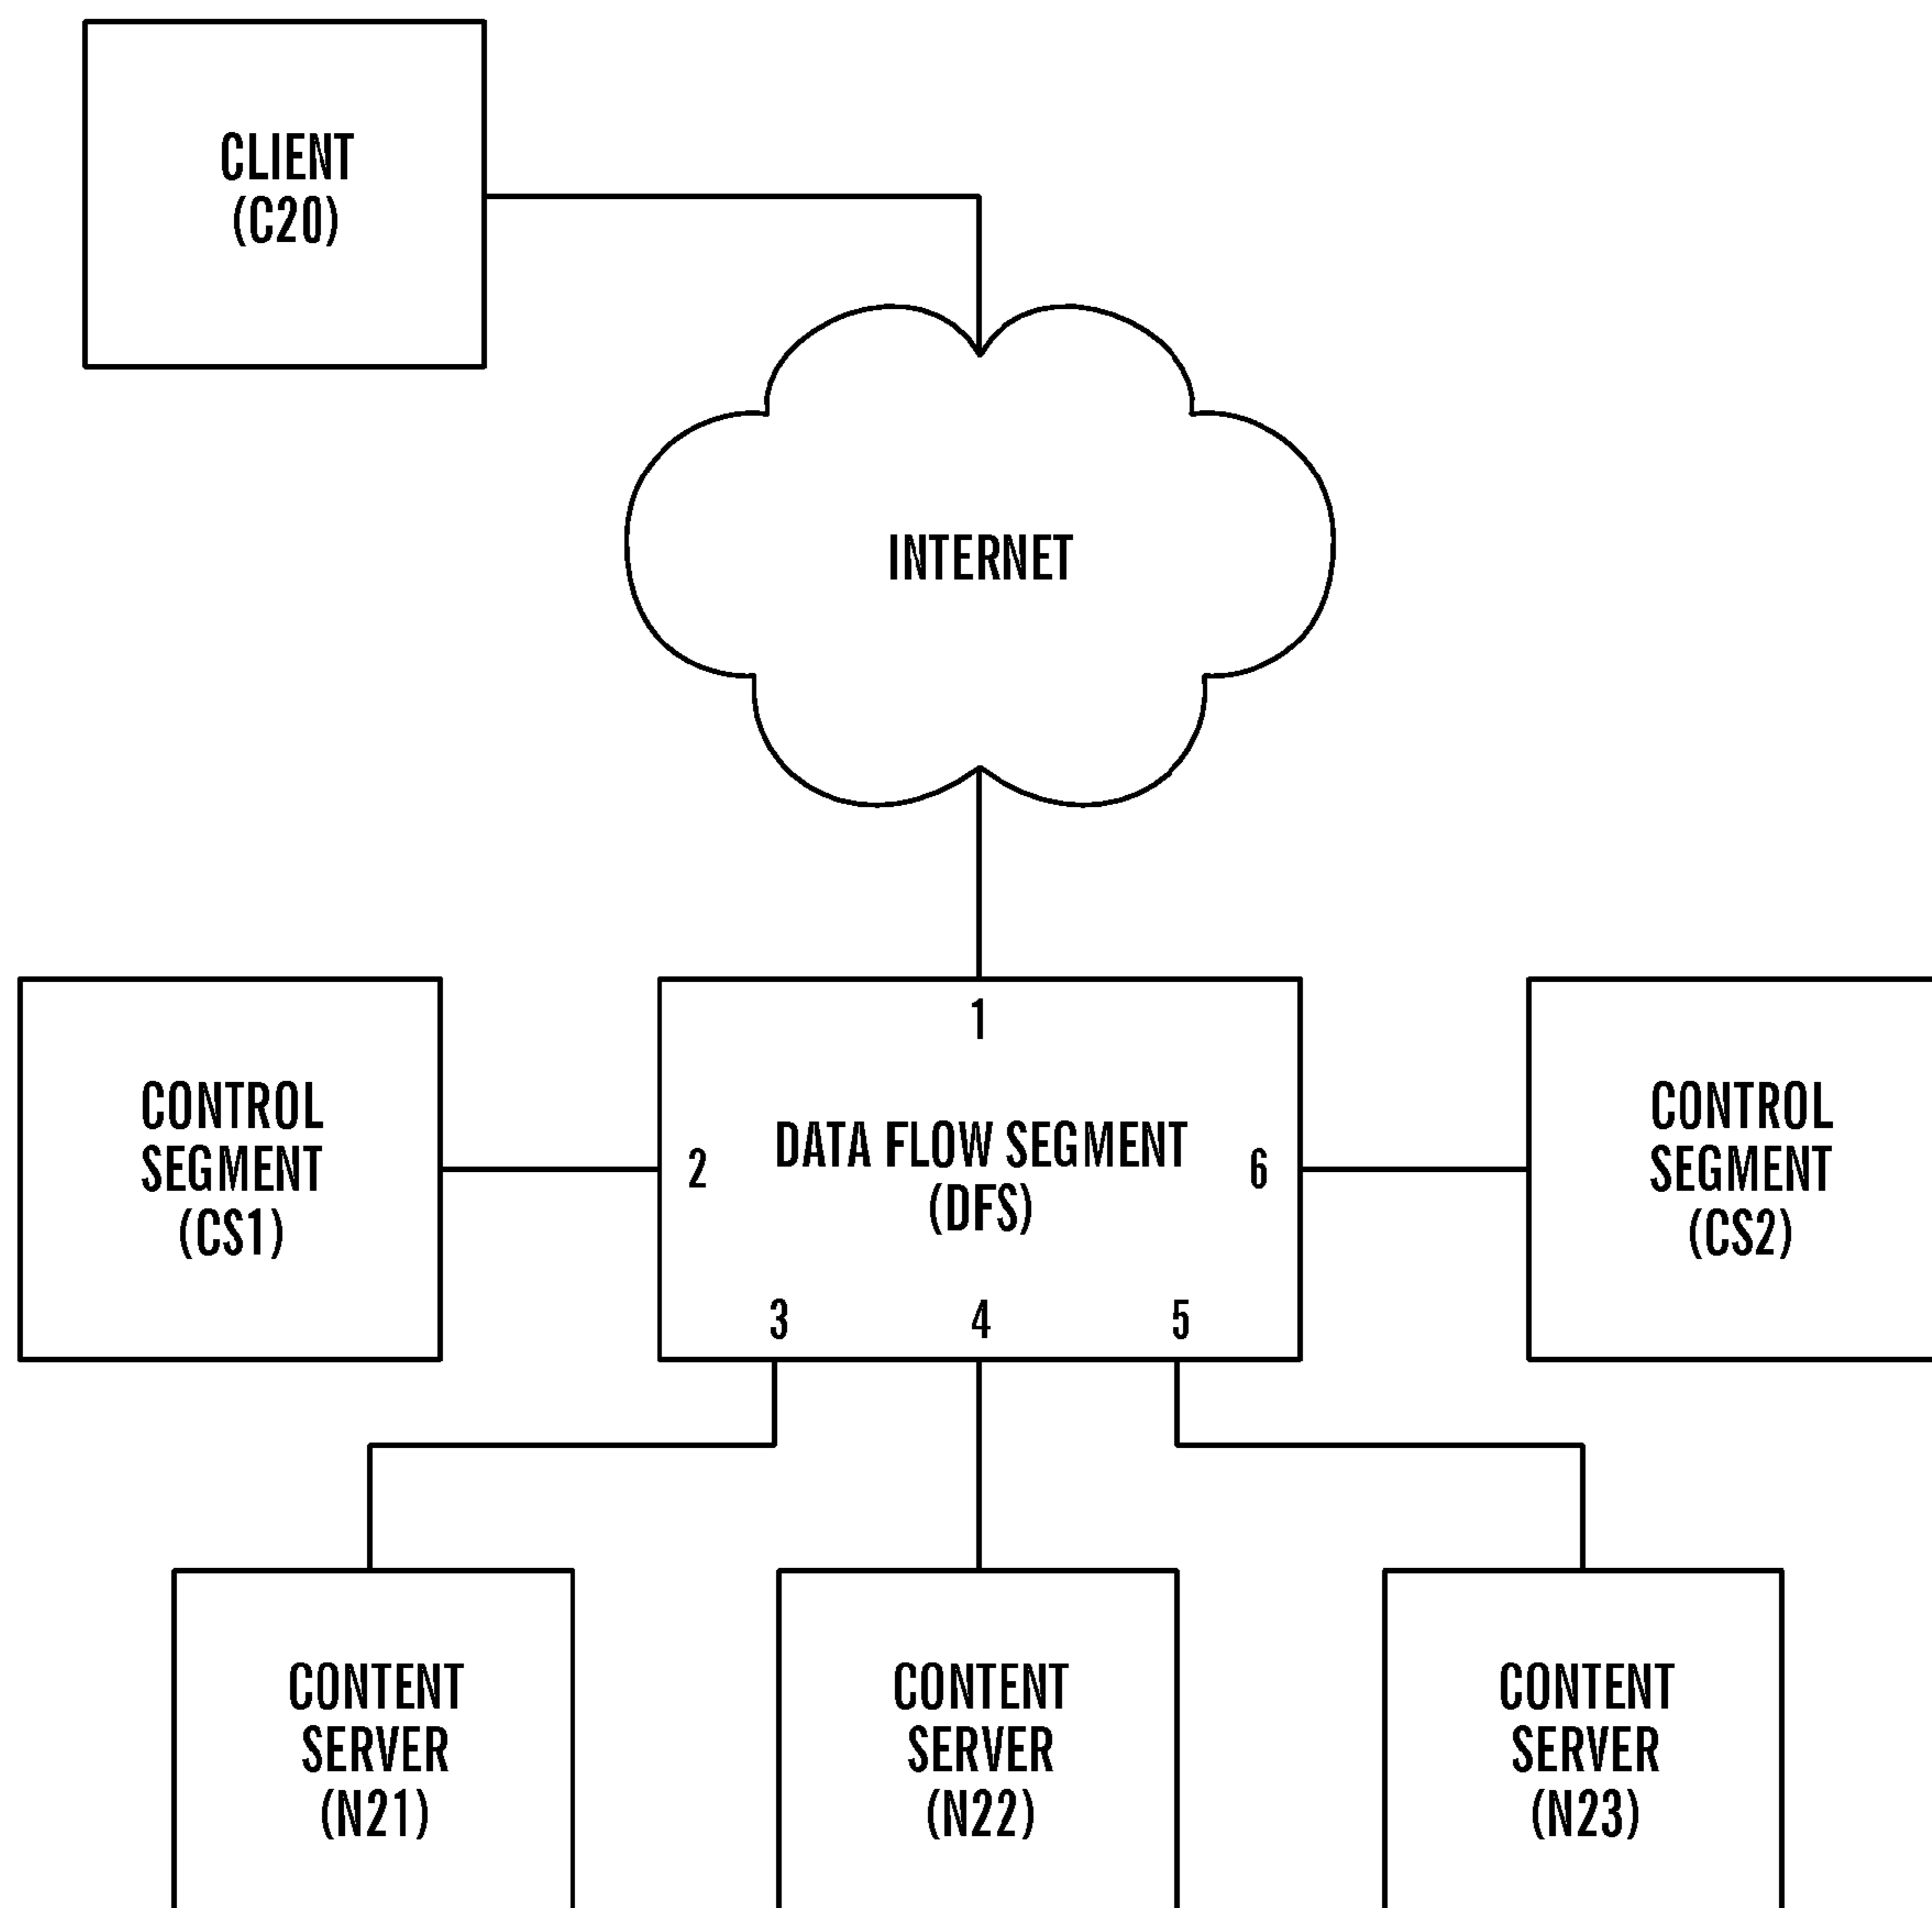 CLIENT
(C20)
INTERNET
CONTROL
SEGMENT
(CS1)
1
2
DATA FLOW SEGMENT
(DFS)
6
3
4
5
CONTROL
SEGMENT
(CS2)
CONTENT
SERVER
(N21)
CONTENT
SERVER
(N22)
CONTENT
SERVER
(N23)